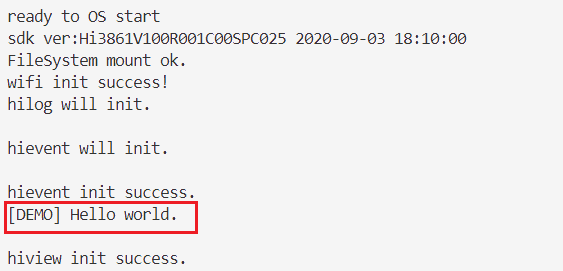 ready to OS start
sdk ver:Hi3861V100R001C00SPC025 2020-09-03 18:10:00
FileSystem mount ok.
wifi init success!
hilog will init.
hievent will init.
hievent init success.
[DEMO] Hello world.
hiview init success.